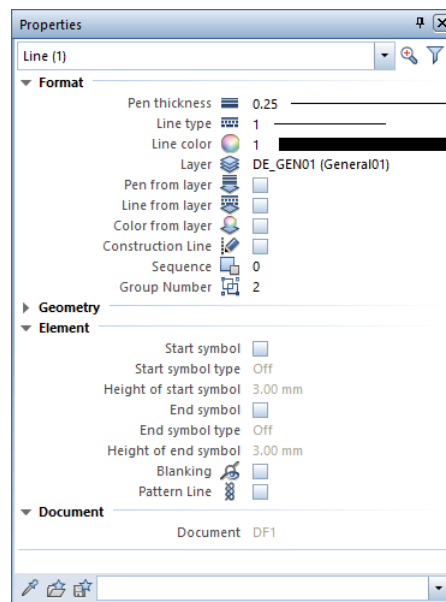 Properties
Line (1)
Format
Pen thickness 0.25
Line type 1
Line color 1
Layer DE_GEN01 (General01)
Pen from layer
Line from layer
Color from layer
Construction Line
Sequence 0
Group Number 2
Geometry
Element
Start symbol
Start symbol type Off
Height of start symbol 3.00 mm
End symbol
End symbol type Off
Height of end symbol 3.00 mm
Blanking
Pattern Line
Document
Document DF1